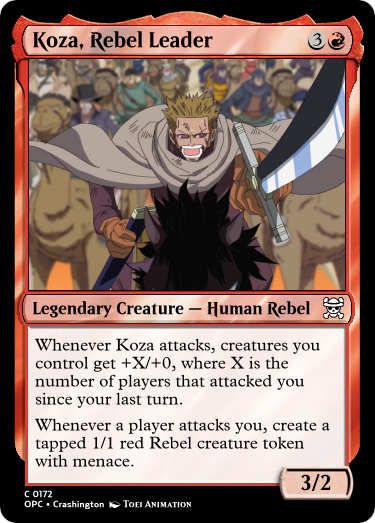 Koza, Rebel Leader 3
Legendary Creature — Human Rebel
Whenever Koza attacks, creatures you
control get +X/+0, where X is the
number of players that attacked you
since your last turn.
Whenever a player attacks you, create a
tapped 1/1 red Rebel creature token
with menace.
3/2
C 0172
OPC • Crashington Toei Animation